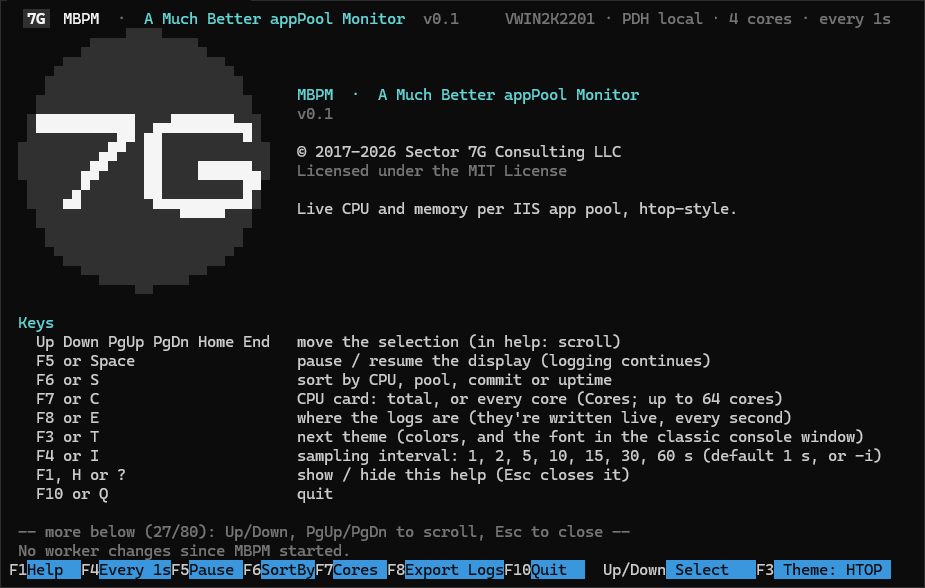 7G MBPM · A Much Better appPool Monitor v0.1 VWIN2K2201 · PDH local · 4 cores · every 1s
7G
MBPM · A Much Better appPool Monitor
v0.1
© 2017-2026 Sector 7G Consulting LLC
Licensed under the MIT License
Live CPU and memory per IIS app pool, htop-style.
Keys
Up Down PgUp PgDn Home End move the selection (in help: scroll)
F5 or Space pause / resume the display (logging continues)
F6 or S sort by CPU, pool, commit or uptime
F7 or C CPU card: total, or every core (Cores; up to 64 cores)
F8 or E where the logs are (they're written live, every second)
F3 or T next theme (colors, and the font in the classic console window)
F4 or I sampling interval: 1, 2, 5, 10, 15, 30, 60 s (default 1 s, or -i)
F1, H or ? show / hide this help (Esc closes it)
F10 or Q quit
-- more below (27/80): Up/Down, PgUp/PgDn to scroll, Esc to close --
No worker changes since MBPM started.
F1Help F4Every 1sF5Pause F6SortByF7Cores F8Export LogsF10Quit Up/Down Select F3 Theme: HTOP